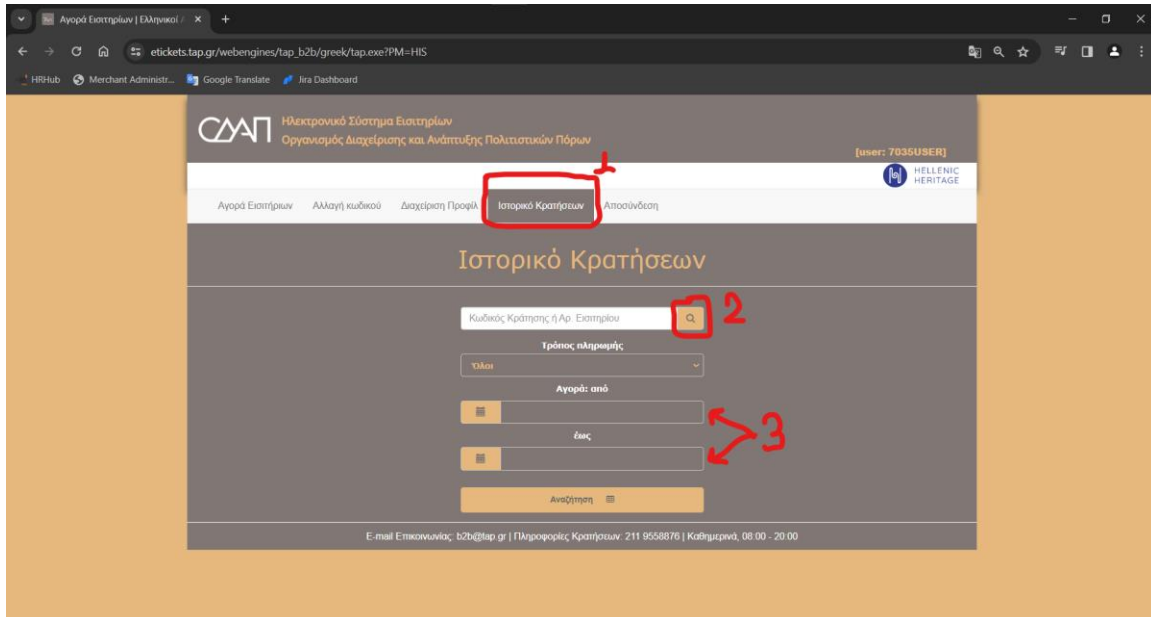 Αγορά Εισιτηρίων | Ελληνικοί
etickets.tap.gr/webengines/tap_b2b/greek/tap.exe?PM=HIS
HRHub Merchant Administr... Google Translate Jira Dashboard
ΟΔΑΠ
Ηλεκτρονικό Σύστημα Εισιτηρίων
Οργανισμός Διαχείρισης και Ανάπτυξης Πολιτιστικών Πόρων
[user: 7035USER]
1
HELLENIC
HERITAGE
Αγορά Εισιτήριων Αλλαγή κωδικού Διαχείριση Προφίλ Ιστορικό Κρατήσεων Αποσύνδεση
Ιστορικό Κρατήσεων
Κωδικός Κράτησης ή Αρ. Εισιτηρίου
2
Τρόπος πληρωμής
Όλοι
Αγορά: από
3
έως
Αναζήτηση
E-mail Επικοινωνίας: b2b@tap.gr | Πληροφορίες Κρατήσεων: 211 9558876 | Καθημερινά, 08:00 - 20:00